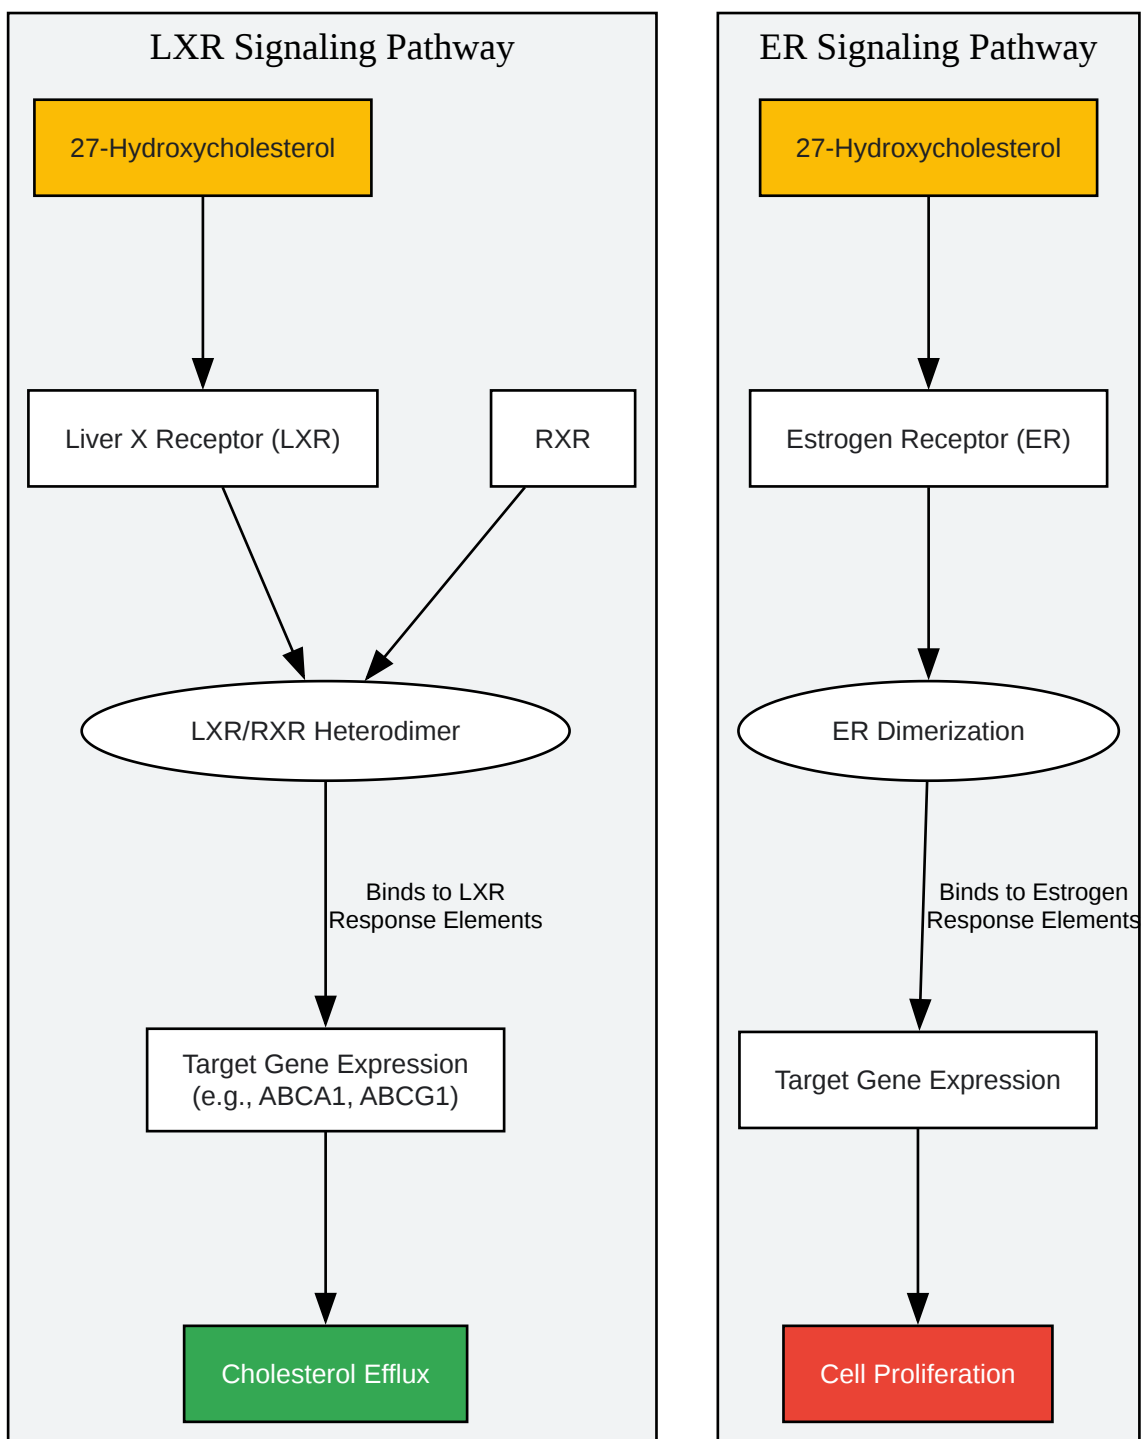 LXR Signaling Pathway
27-Hydroxycholesterol
Liver X Receptor (LXR)
RXR
LXR/RXR Heterodimer
Binds to LXR
Response Elements
Target Gene Expression
(e.g., ABCA1, ABCG1)
Cholesterol Efflux
ER Signaling Pathway
27-Hydroxycholesterol
Estrogen Receptor (ER)
ER Dimerization
Binds to Estrogen
Response Elements
Target Gene Expression
Cell Proliferation